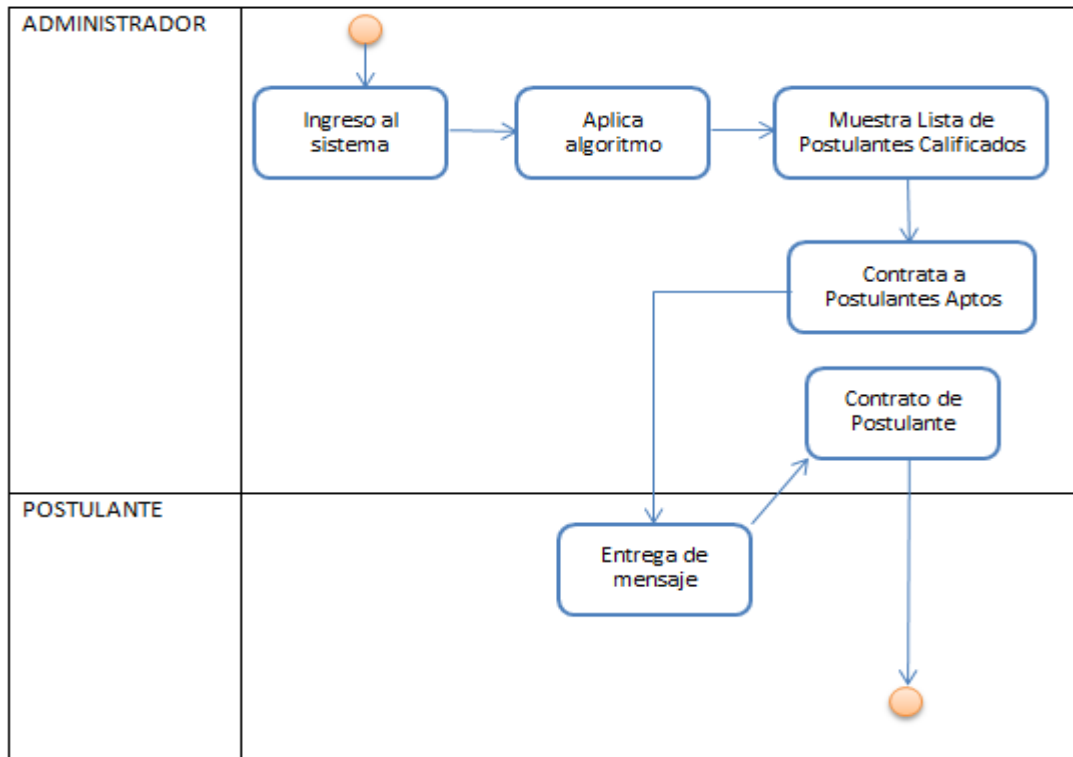 ADMINISTRADOR
Ingreso al
sistema
Aplica
algoritmo
Muestra Lista de
Postulantes Calificados
Contrata a
Postulantes Aptos
Contrato de
Postulante
POSTULANTE
Entrega de
mensaje